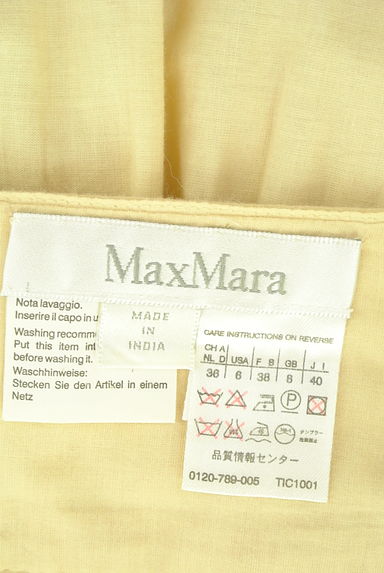 MaxMara
Nota lavaggio.
Inserire il capo in u
Washing recomm
Put this item int
before washing it.
Waschhinweise:
Stecken Sie den Artikel in einem
Netz
MADE
IN
INDIA
CARE INSTRUCTIONS ON REVERSE
CH A
NL D USA F B GB J I
36 6 38 8 40
P
品質情報センター
0120-789-005 TIC1001